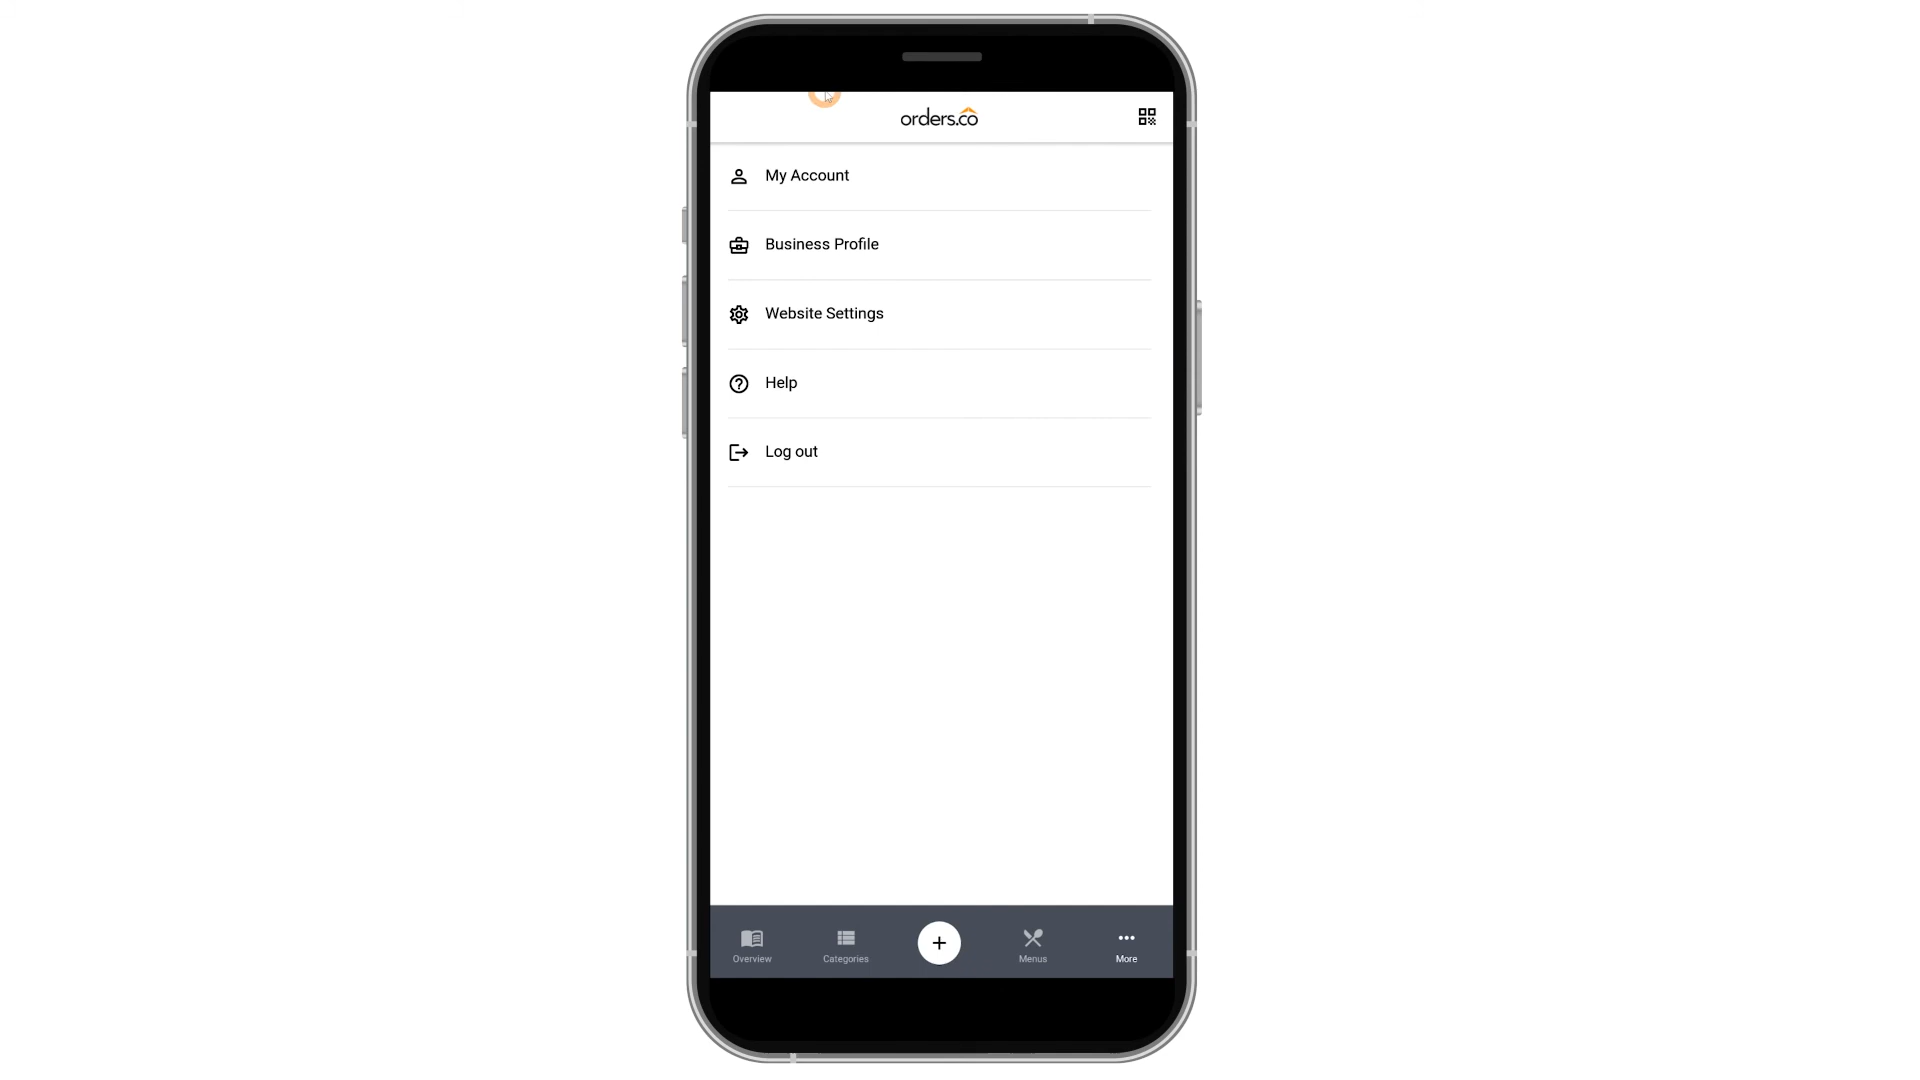 orders.co
My Account
Business Profile
Website Settings
Help
Log out
Overview
Categories
Menus
More